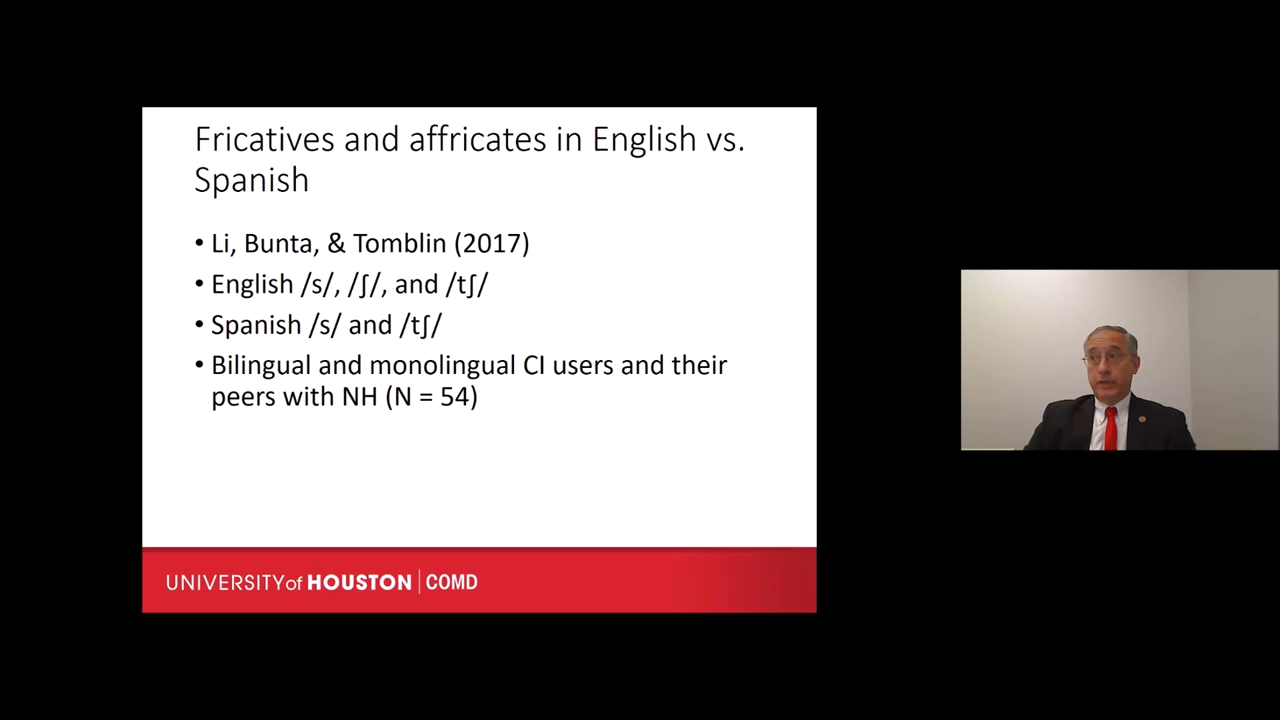 Fricatives and affricates in English vs.
Spanish
• Li, Bunta, & Tomblin (2017)
• English /s/, /ʃ/, and /tʃ/
• Spanish /s/ and /tʃ/
• Bilingual and monolingual CI users and their
peers with NH (N = 54)
UNIVERSITY of HOUSTON | COMD